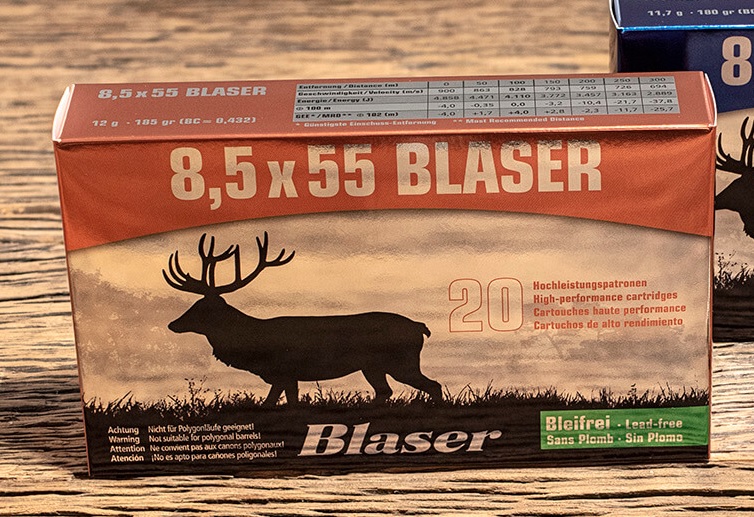 11,7 g - 180 gr (BC
8
8,5 x 55 BLASER
12 g - 185 gr (BC= 0,432)
Entfernung/Distance (m) 0 50 100 150 200 250 300
Geschwindigkeit/Velocity (m/s) 900 863 828 793 759 726 694
Energie/Energy (J) 4.858 4.471 4.110 3.772 3.457 3.163 2.889
⌖ 100 m -4,0 -0,35 0,0 -3,2 -10,4 -21,7 -37,8
GEE*/MRD** ⌖ 182 (m) -4,0 +1,7 +4,0 +2,8 -2,3 -11,7 -25,7
* Günstigste Einschuss-Entfernung ** Most Recommended Distance
8,5 x 55 BLASER
20
Hochleistungspatronen
High-performance cartridges
Cartouches haute performance
Cartuchos de alto rendimiento
Achtung Nicht für Polygonläufe geeignet!
Warning Not suitable for polygonal barrels!
Attention Ne convient pas aux canons polygonaux!
Atención ¡No es apto para cañones poligonales!
Blaser
Bleifrei - Lead-free
Sans Plomb - Sin Plomo